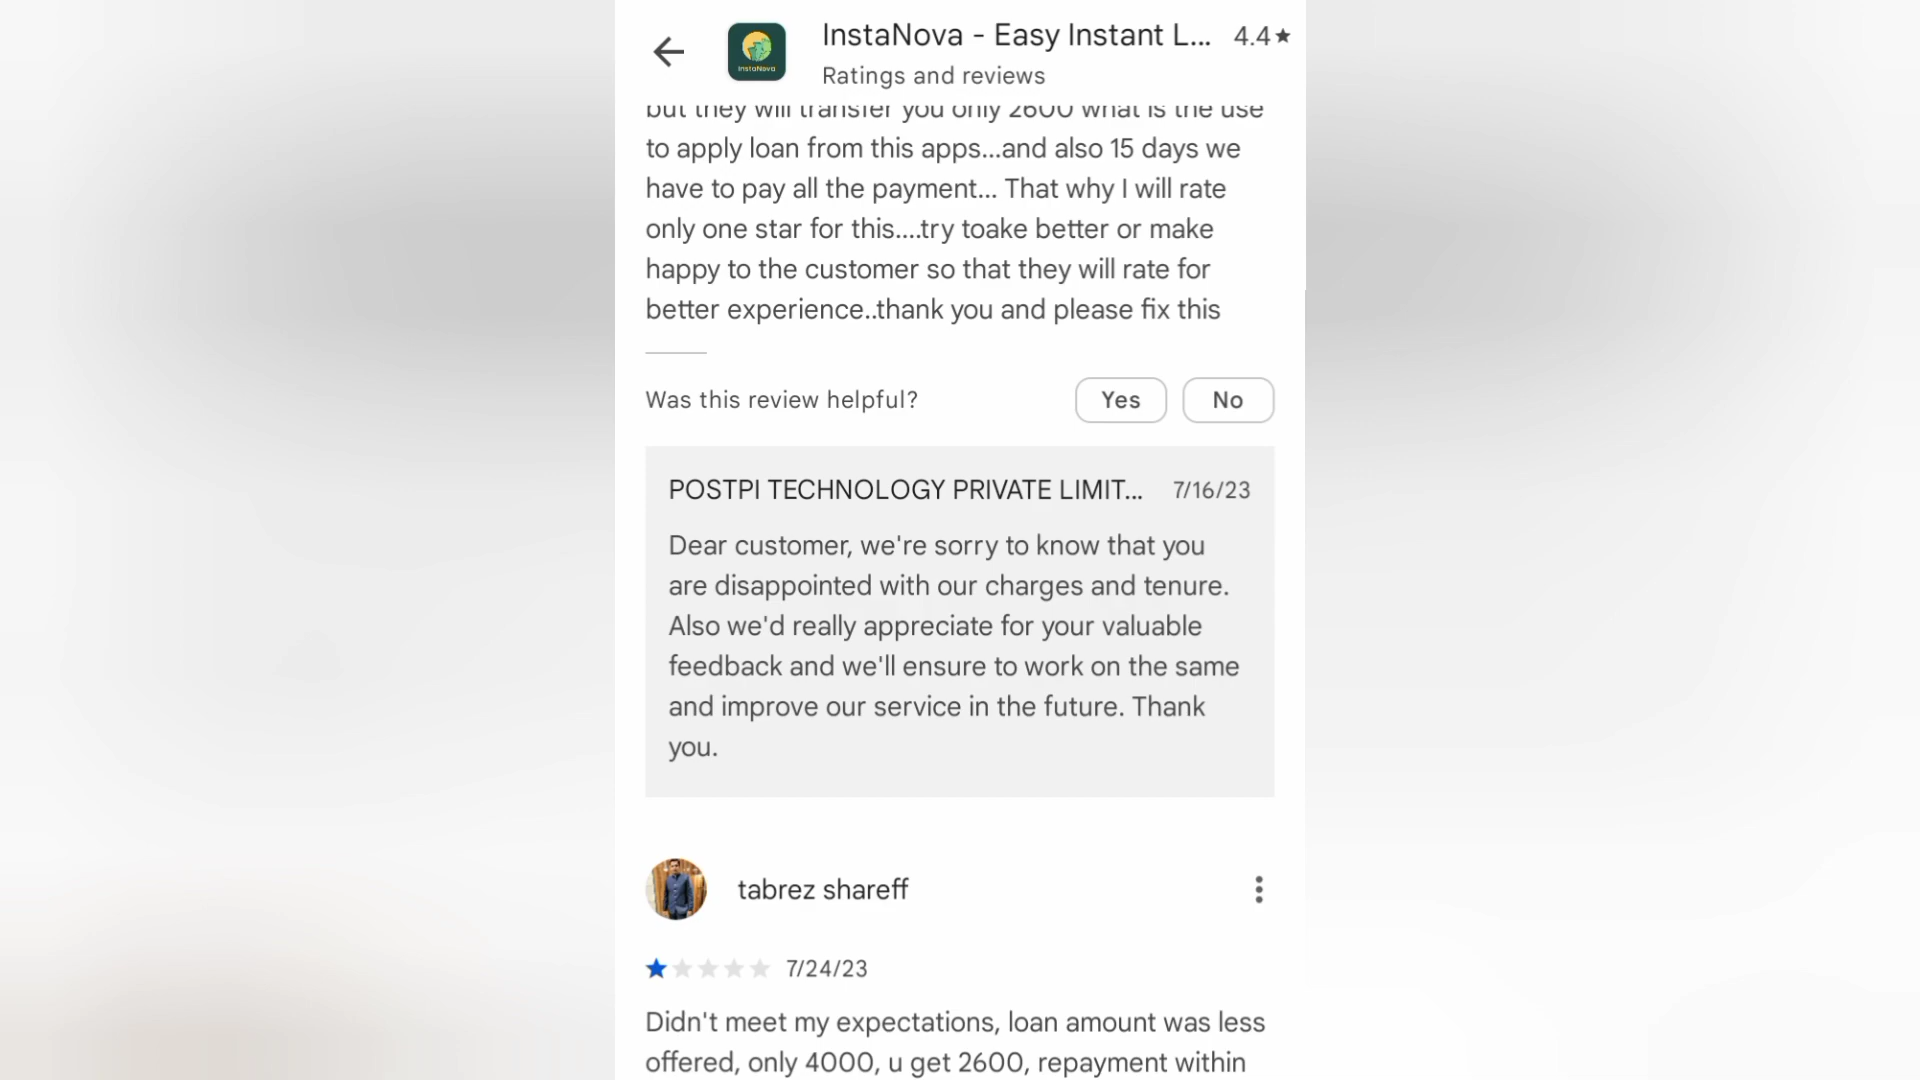 InstaNova - Easy Instant L... 4.4★
InstaNova
Ratings and reviews
but they will transfer you only 2600 what is the use
to apply loan from this apps...and also 15 days we
have to pay all the payment... That why I will rate
only one star for this....try toake better or make
happy to the customer so that they will rate for
better experience..thank you and please fix this
Was this review helpful? Yes No
POSTPI TECHNOLOGY PRIVATE LIMIT... 7/16/23
Dear customer, we're sorry to know that you
are disappointed with our charges and tenure.
Also we'd really appreciate for your valuable
feedback and we'll ensure to work on the same
and improve our service in the future. Thank
you.
tabrez shareff
7/24/23
Didn't meet my expectations, loan amount was less
offered, only 4000, u get 2600, repayment within